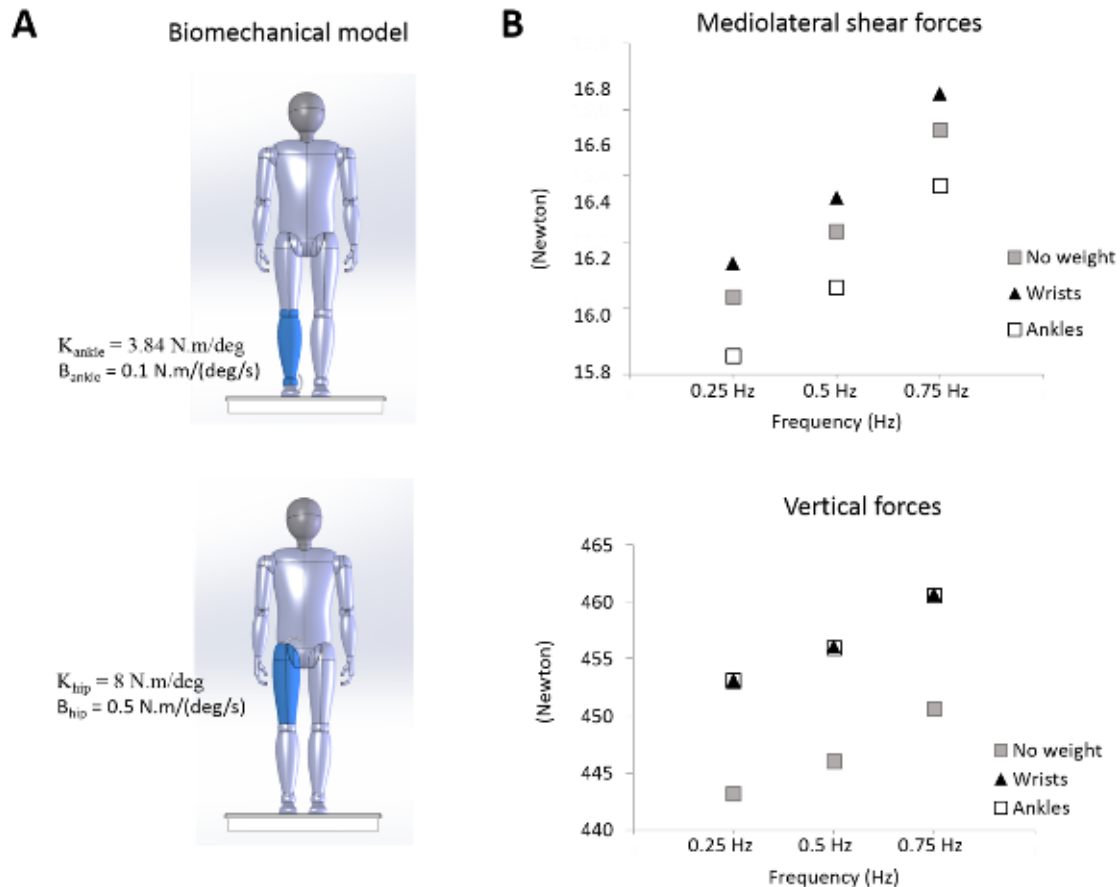 A
Biomechanical model
K_ankle = 3.84 N.m/deg
B_ankle = 0.1 N.m/(deg/s)
K_hip = 8 N.m/deg
B_hip = 0.5 N.m/(deg/s)
B
Mediolateral shear forces
16.8
16.6
16.4
16.2
16.0
15.8
(Newton)
0.25 Hz 0.5 Hz 0.75 Hz
Frequency (Hz)
No weight
Wrists
Ankles
Vertical forces
465
460
455
450
445
440
(Newton)
0.25 Hz 0.5 Hz 0.75 Hz
Frequency (Hz)
No weight
Wrists
Ankles